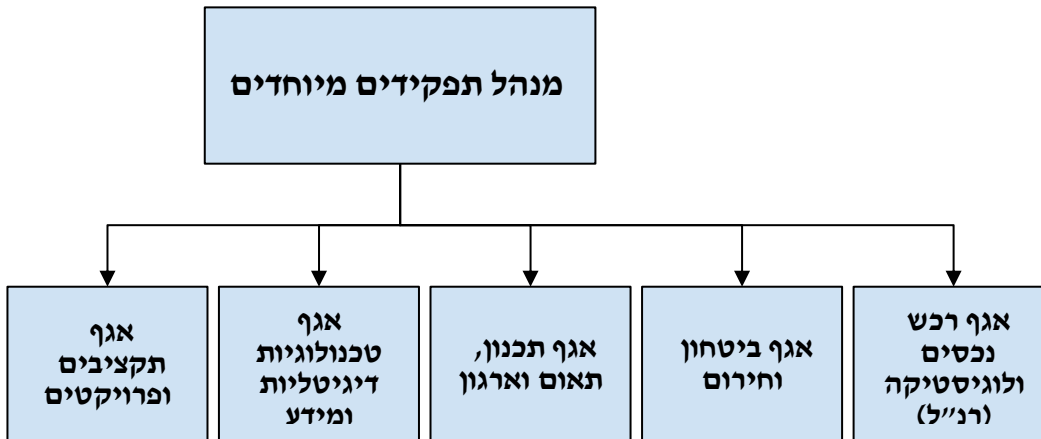 מנהל תפקידים מיוחדים
אגף רכש
נכסים
ולוגיסטיקה
(רנ״ל)
אגף ביטחון
וחירום
אגף תכנון,
תאום וארגון
אגף
טכנולוגיות
דיגיטליות
ומידע
אגף
תקציבים
ופרויקטים